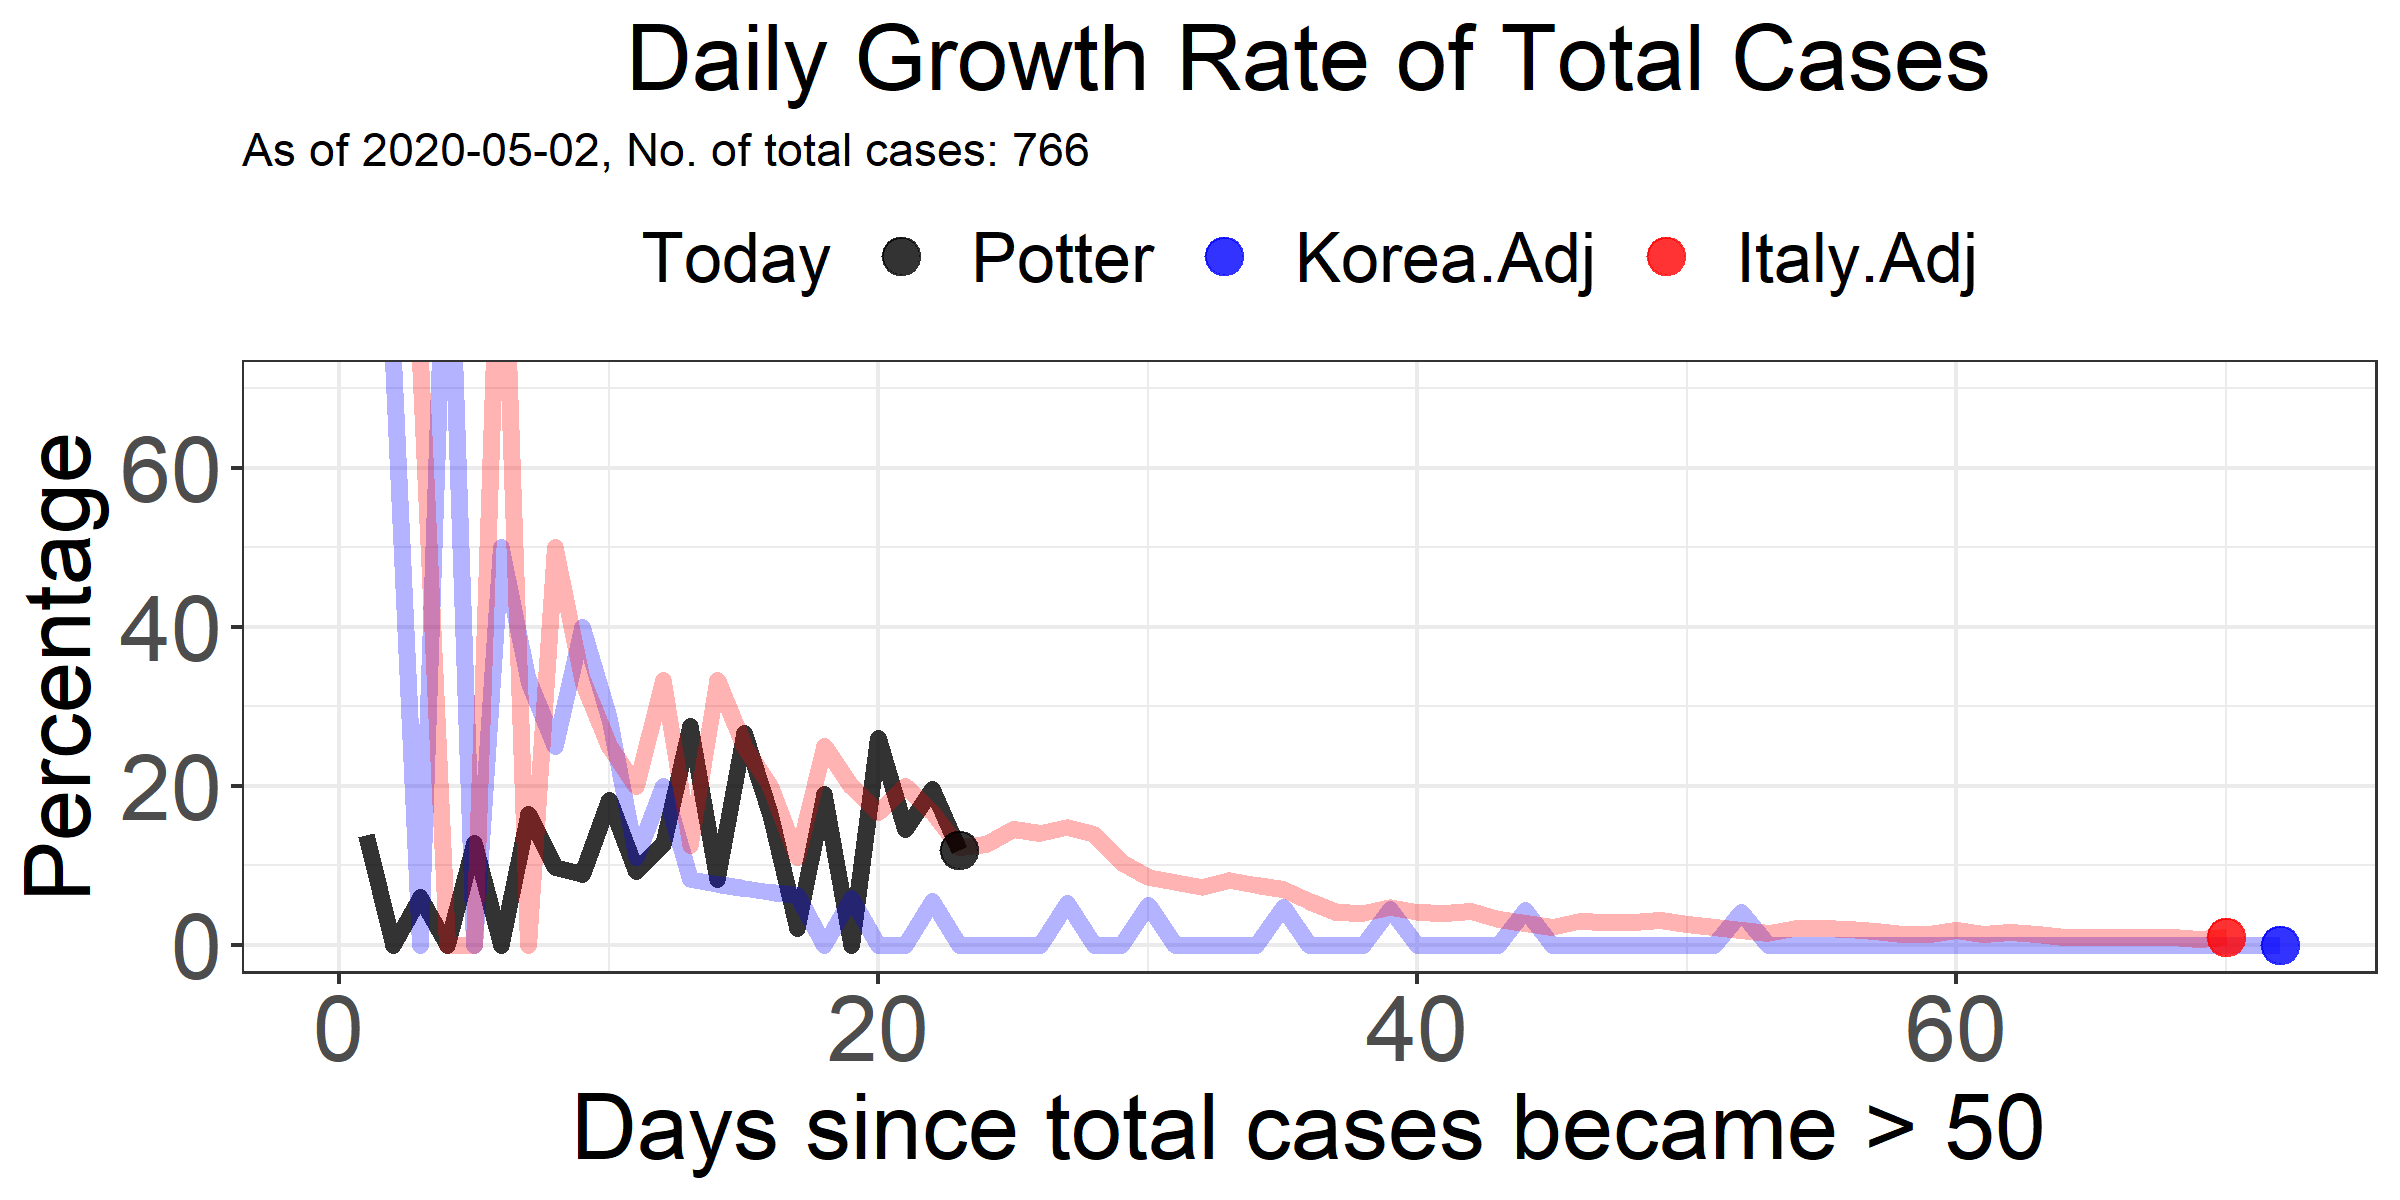 Daily Growth Rate of Total Cases
As of 2020-05-02, No. of total cases: 766
Today Potter Korea.Adj Italy.Adj
Percentage
60
40
20
0
0 20 40 60
Days since total cases became > 50